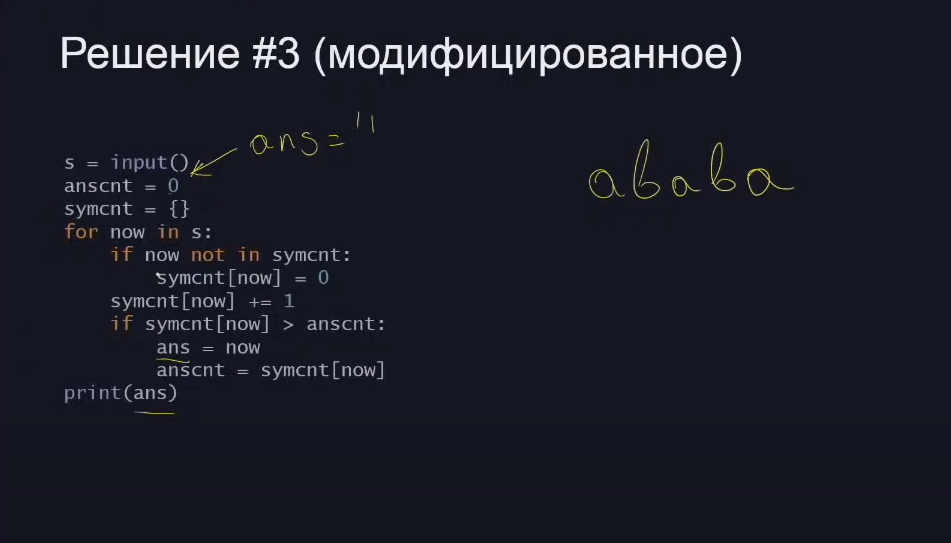 Решение #3 (модифицированное)
ans = ''
ababa
s = input()
anscnt = 0
symcnt = {}
for now in s:
    if now not in symcnt:
        symcnt[now] = 0
    symcnt[now] += 1
    if symcnt[now] > anscnt:
        ans = now
        anscnt = symcnt[now]
print(ans)